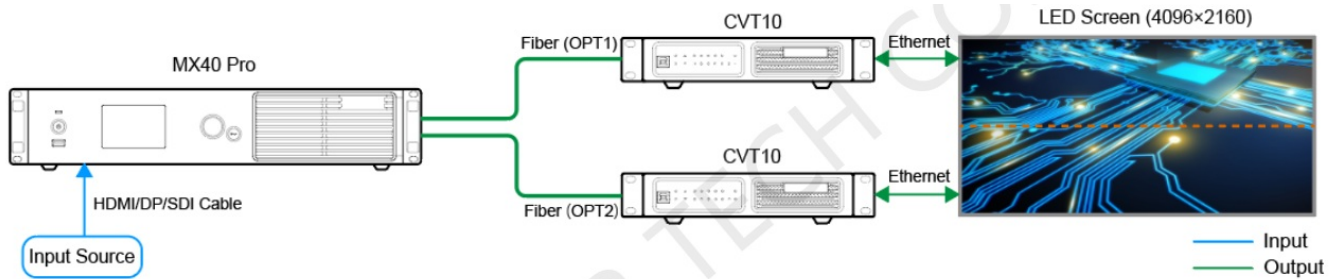 CVT10
LED Screen (4096×2160)
MX40 Pro
Fiber (OPT1)
Ethernet
HDMI/DP/SDI Cable
Input Source
CVT10
Fiber (OPT2)
Ethernet
Input
Output
TECH